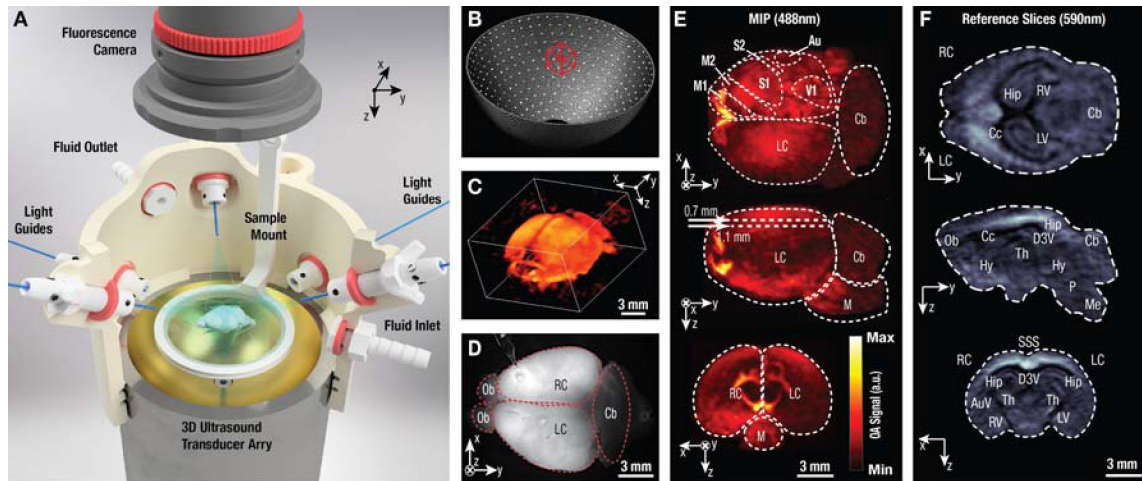 A
Fluorescence
Camera
x
y
z
Fluid Outlet
Light
Guides
Sample
Mount
Light
Guides
Fluid Inlet
3D Ultrasound
Transducer Arry
B
C
x
y
z
3 mm
D
Ob
Ob
RC
LC
Cb
x
z
y
3 mm
E
MIP (488nm)
Au
S2
M2
M1
S1
V1
Cb
LC
x
z
y
0.7 mm
1.1 mm
LC
Cb
M
x
y
z
RC
LC
M
x
y
z
3 mm
Max
OA Signal (a.u.)
Min
F
Reference Slices (590nm)
RC
Hip
RV
Cb
Cc
LV
x
LC
y
Ob
Cc
Hip
D3V
Cb
Th
Hy
Hy
P
Me
y
z
SSS
RC
LC
Hip
D3V
Hip
AuV
Th
Th
RV
LV
x
z
3 mm